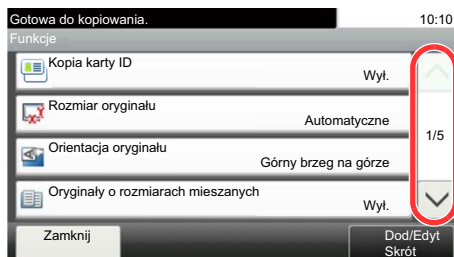 Gotowa do kopiowania.
10:10
Funkcje
Kopia karty ID
Wył.
Rozmiar oryginału
Automatyczne
1/5
Orientacja oryginału
Górny brzeg na górze
Oryginały o rozmiarach mieszanych
Wył.
Zamknij
Dod/Edyt
Skrót